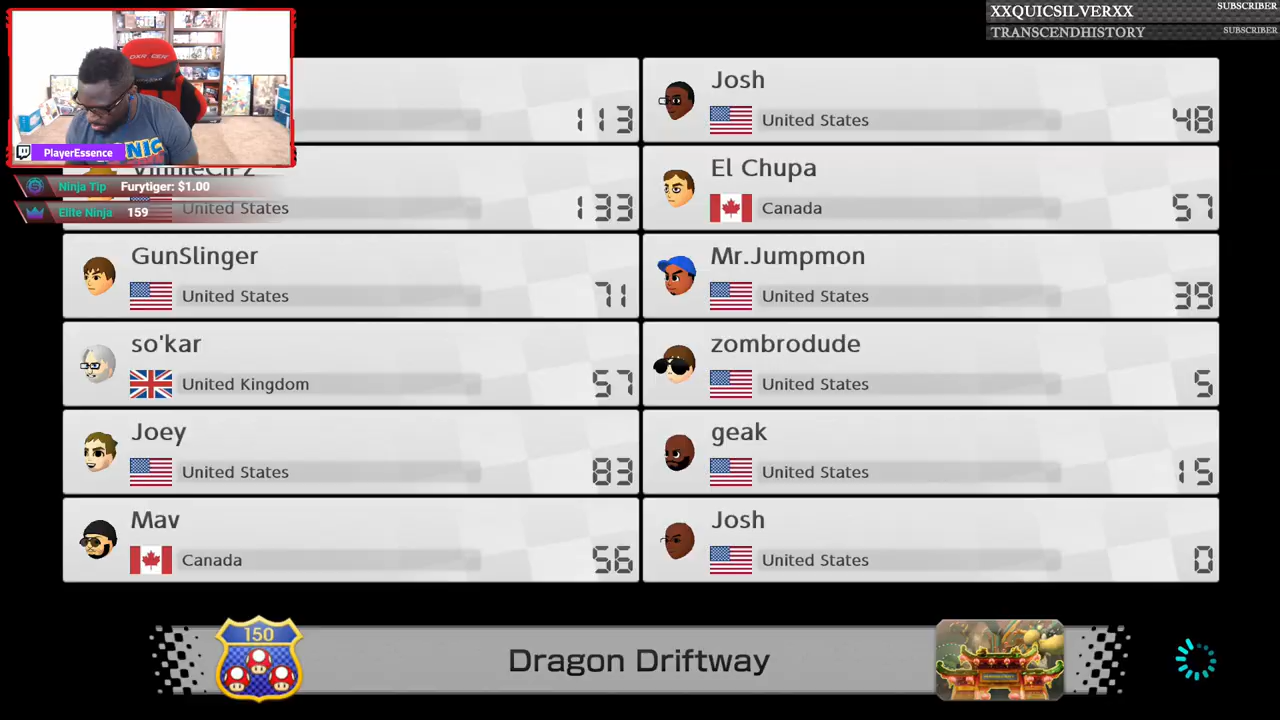 XXQUICSILVERXX SUBSCRIBER
TRANSCENDHISTORY SUBSCRIBER
PlayerEssence
Ninja Tip Furytiger: $1.00
Elite Ninja 159
113
United States 133
GunSlinger
United States 71
so'kar
United Kingdom 57
Joey
United States 83
Mav
Canada 56
Josh
United States 48
El Chupa
Canada 57
Mr.Jumpmon
United States 39
zombrodude
United States 5
geak
United States 15
Josh
United States 0
150 Dragon Driftway